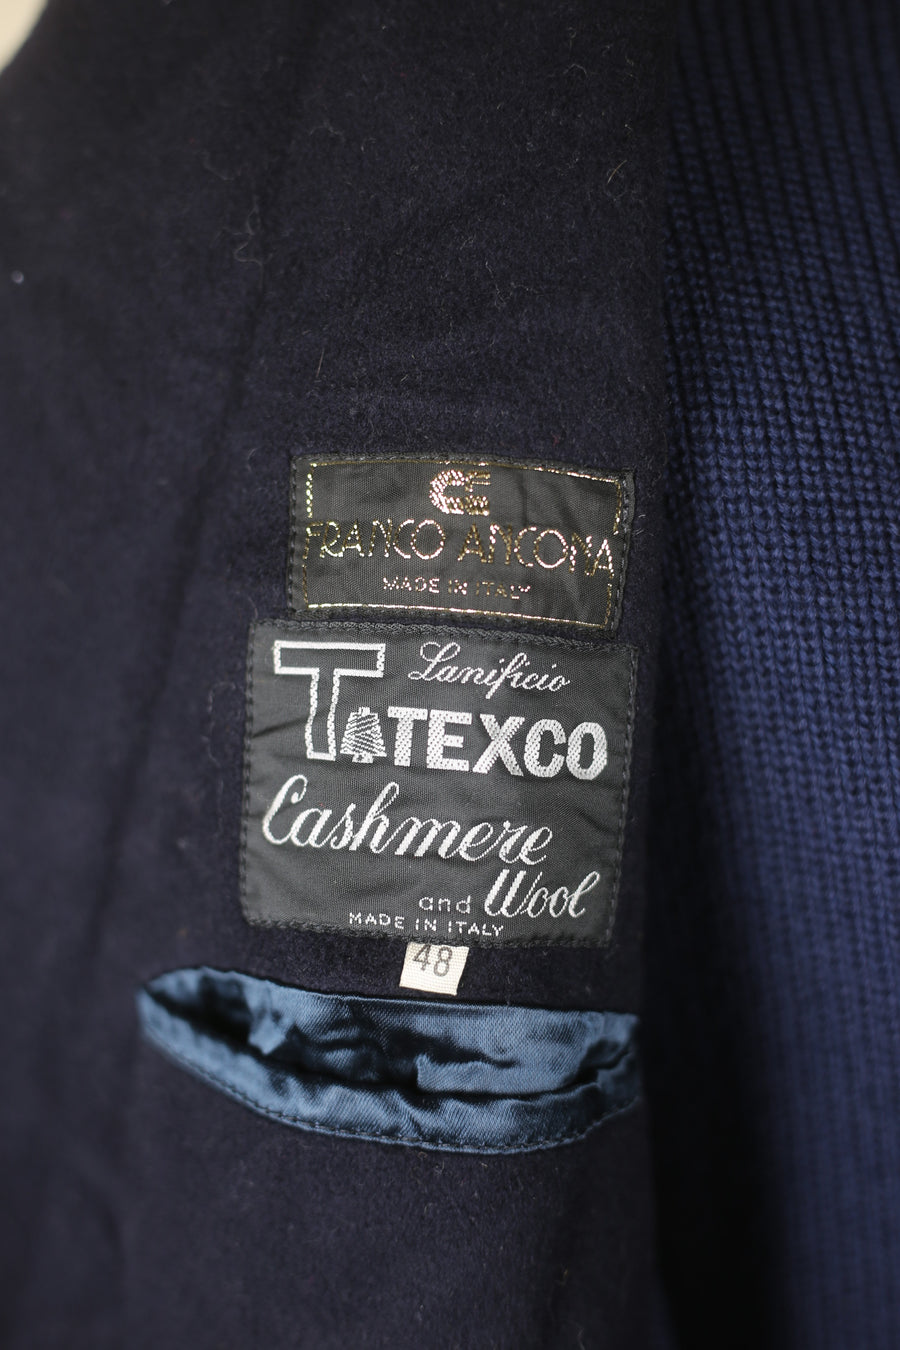 FRANCO ANCONA
MADE IN ITALY
T Lanificio
TEXCO
Cashmere
and Wool
MADE IN ITALY
48